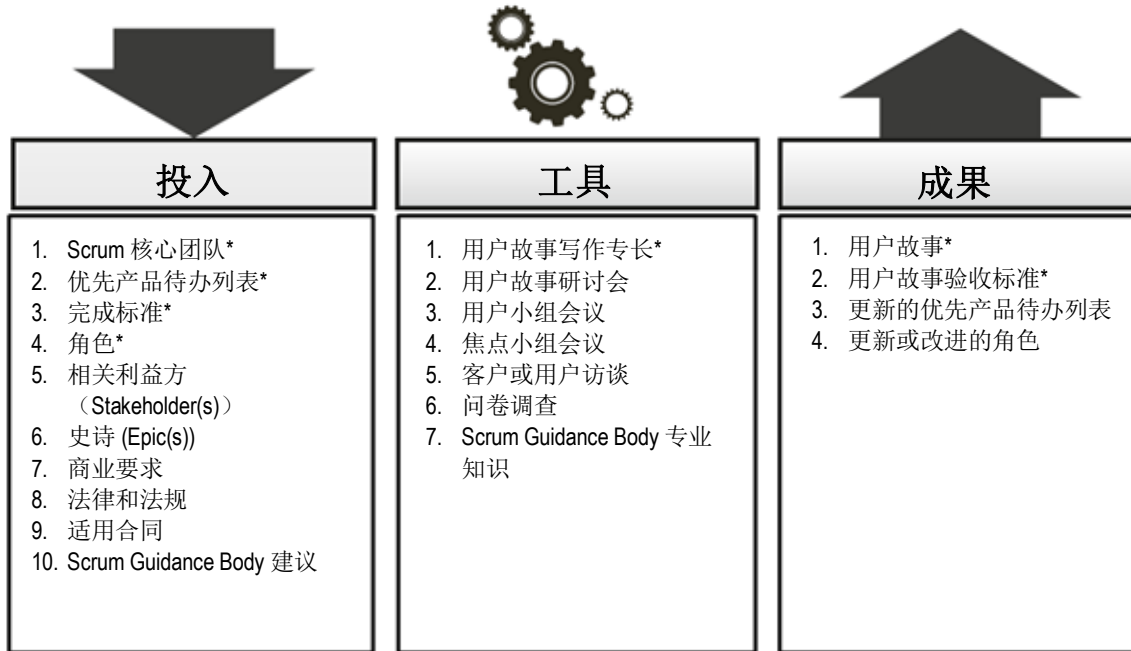 投入
1. Scrum 核心团队*
2. 优先产品待办列表*
3. 完成标准*
4. 角色*
5. 相关利益方
（Stakeholder(s)）
6. 史诗 (Epic(s))
7. 商业要求
8. 法律和法规
9. 适用合同
10. Scrum Guidance Body 建议
工具
1. 用户故事写作专长*
2. 用户故事研讨会
3. 用户小组会议
4. 焦点小组会议
5. 客户或用户访谈
6. 问卷调查
7. Scrum Guidance Body 专业
知识
成果
1. 用户故事*
2. 用户故事验收标准*
3. 更新的优先产品待办列表
4. 更新或改进的角色